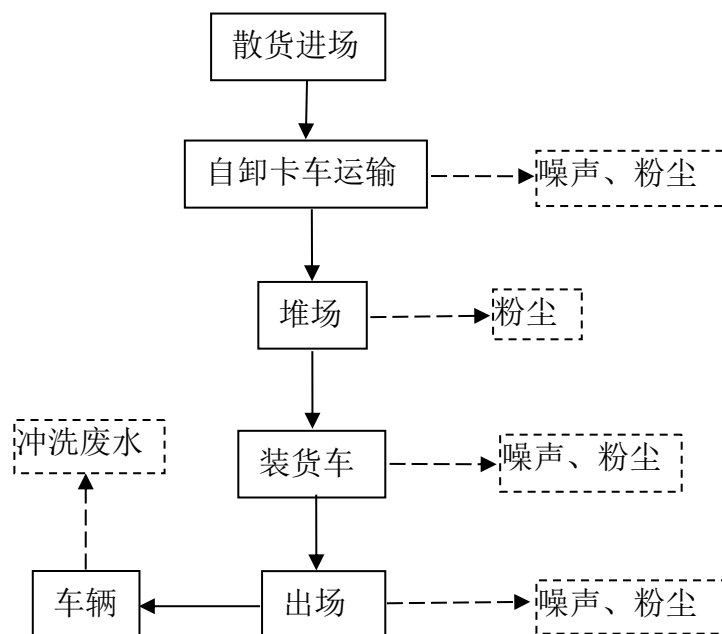 散货进场
自卸卡车运输
噪声、粉尘
堆场
粉尘
冲洗废水
装货车
噪声、粉尘
车辆
出场
噪声、粉尘